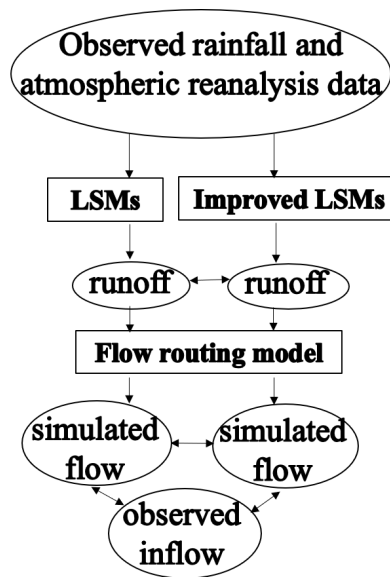 Observed rainfall and
atmospheric reanalysis data
LSMs
Improved LSMs
runoff
runoff
Flow routing model
simulated
flow
simulated
flow
observed
inflow